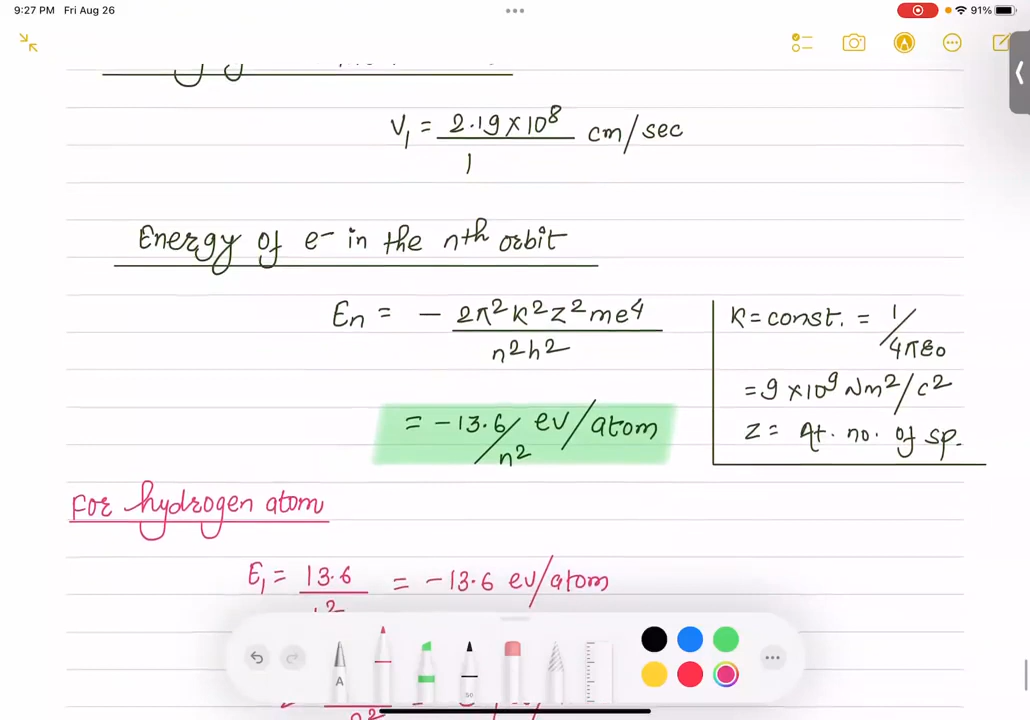 9:27 PM Fri Aug 26
91%
V₁ = 2.19 × 10⁸ / 1 cm/sec
Energy of e⁻ in the nth orbit
En = - 2π²K²Z²me⁴ / n²h²
= -13.6/n² ev/atom
K = const. = 1/4πε₀
= 9 × 10⁹ Nm²/c²
Z = At. no. of sp.
For hydrogen atom
E₁ = 13.6 / 1² = -13.6 ev/atom
A
50